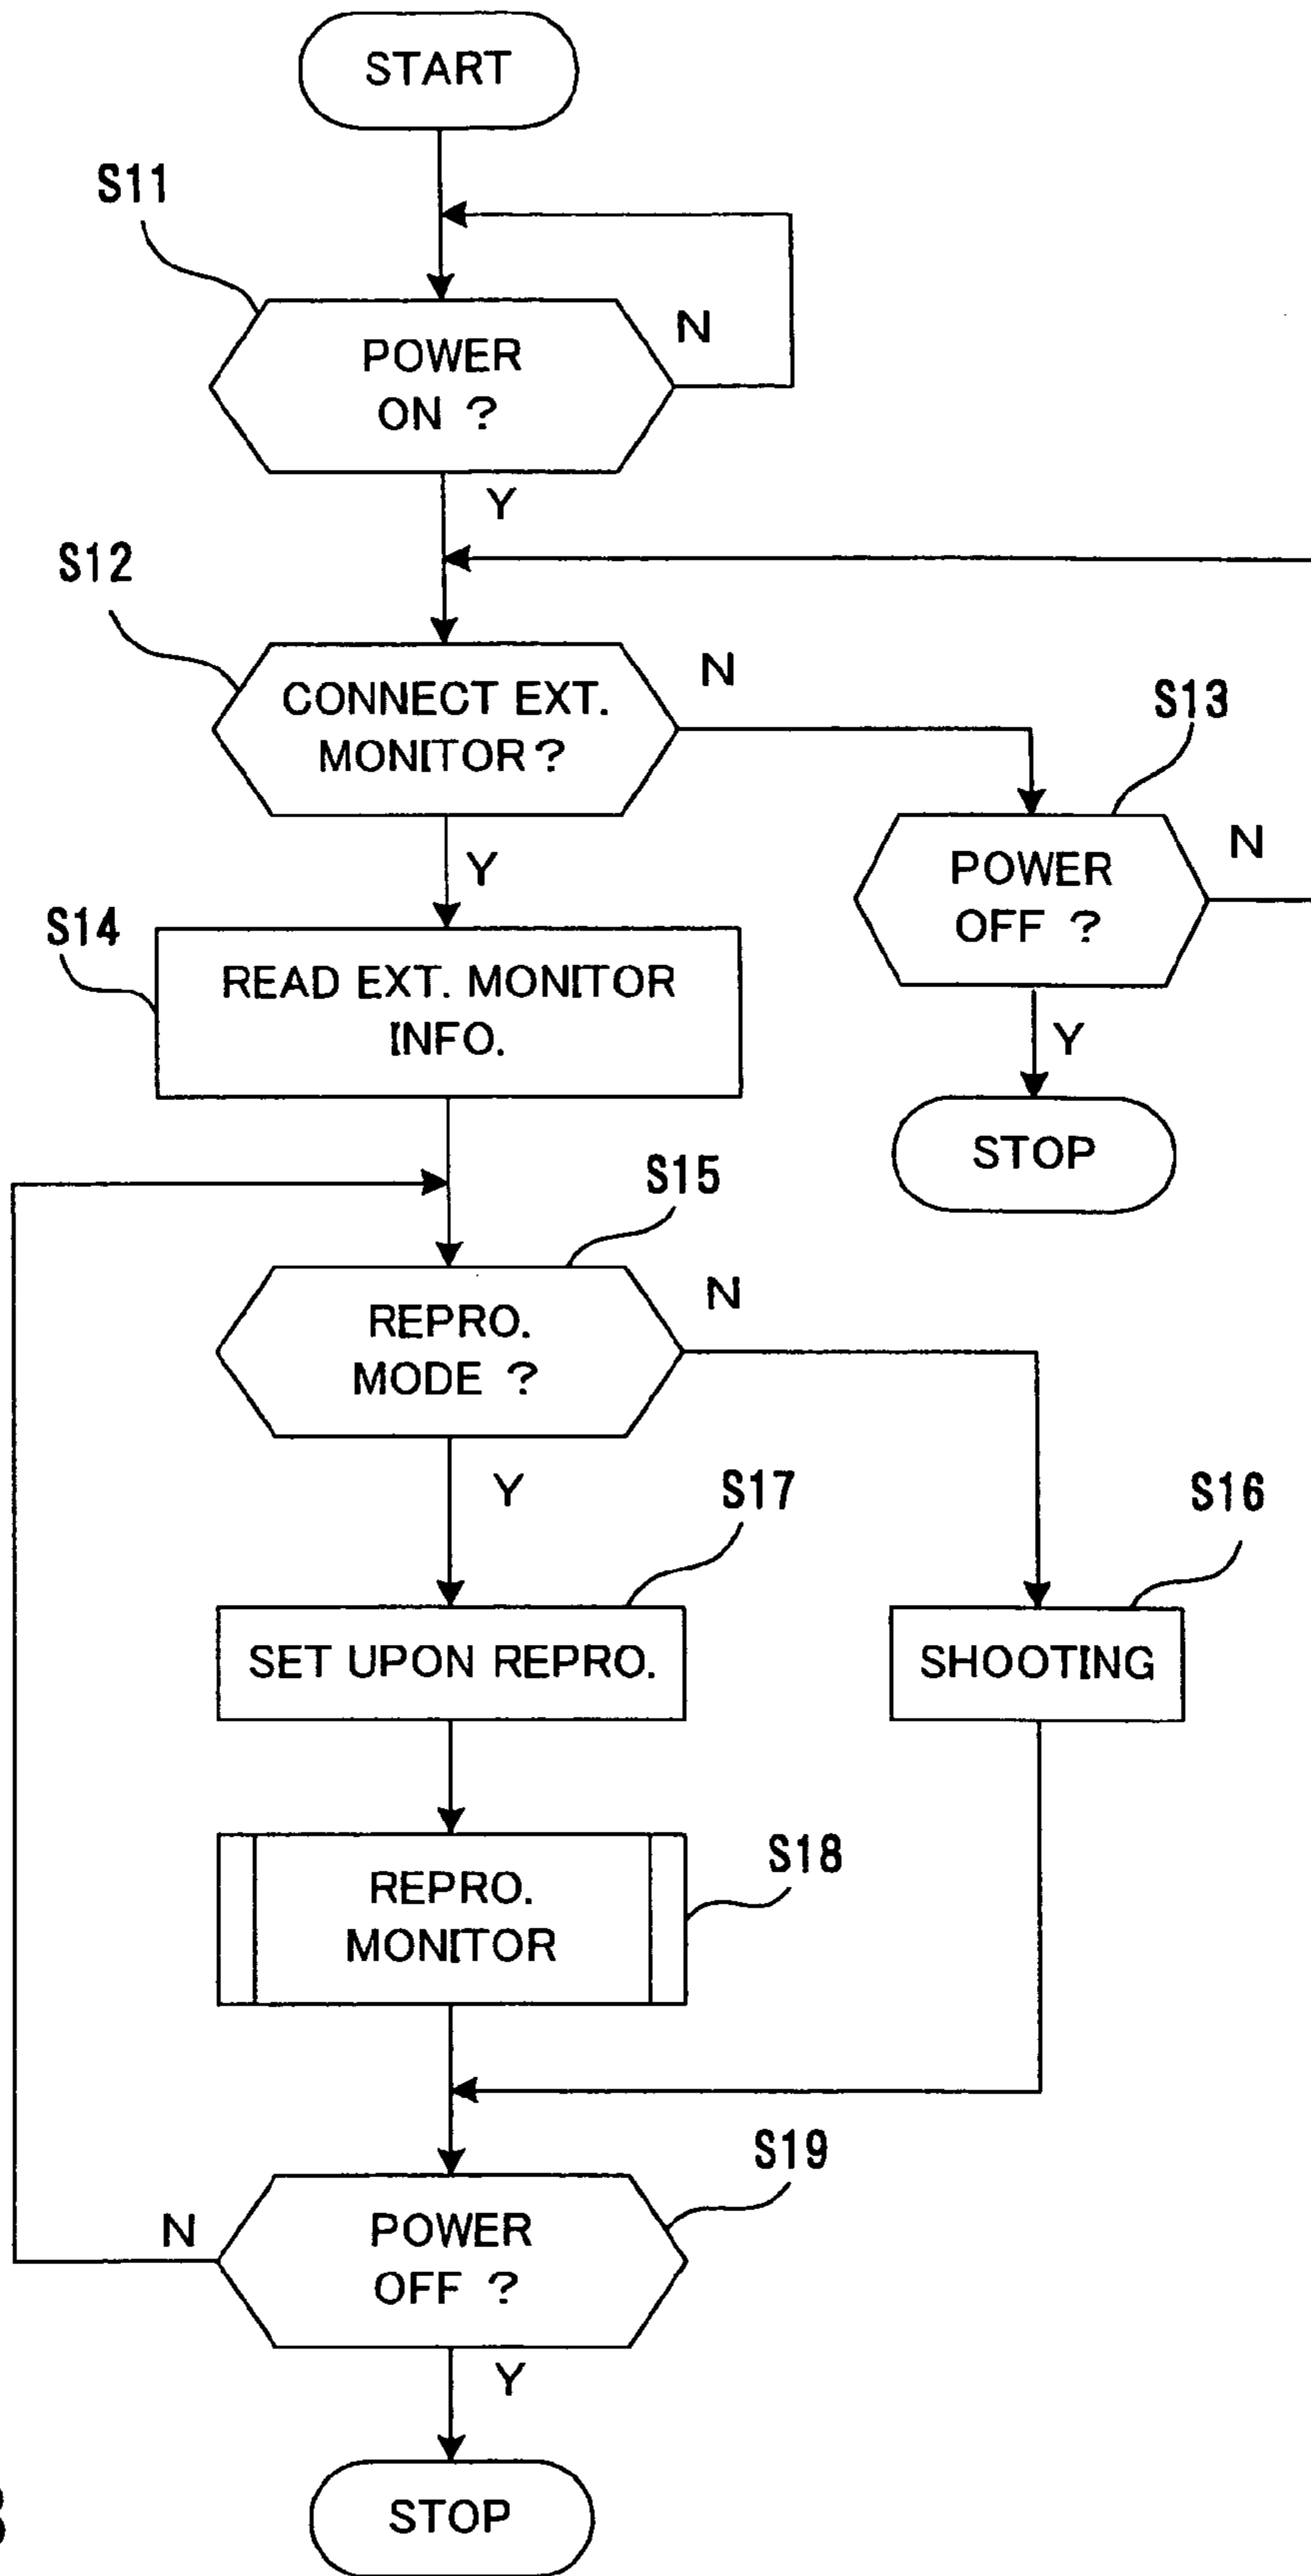 START
S11
POWER
ON ?
N
Y
S12
CONNECT EXT.
MONITOR?
N
Y
S13
POWER
OFF ?
N
Y
STOP
S14
READ EXT. MONITOR
INFO.
S15
REPRO.
MODE ?
N
Y
S17
SET UPON REPRO.
S16
SHOOTING
S18
REPRO.
MONITOR
S19
POWER
OFF ?
N
Y
STOP